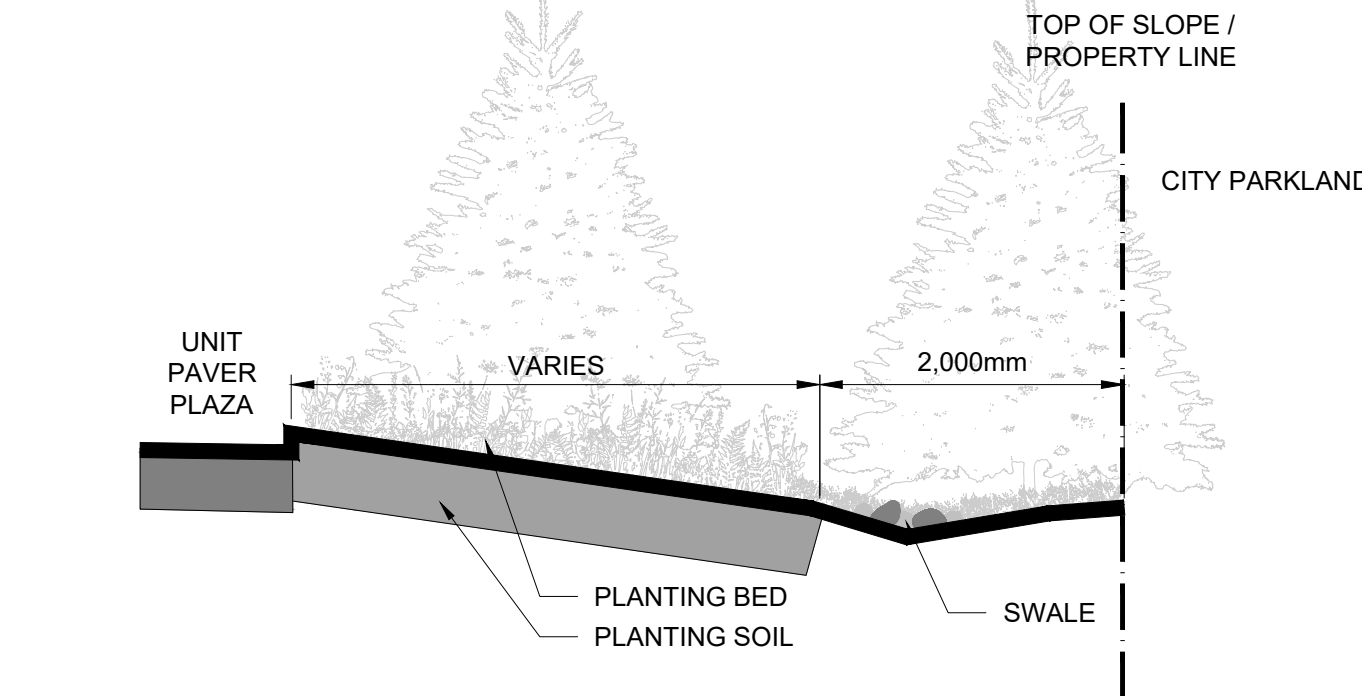 TOP OF SLOPE /
PROPERTY LINE
CITY PARKLAND
UNIT
PAVER
PLAZA
VARIES
2,000mm
PLANTING BED
PLANTING SOIL
SWALE